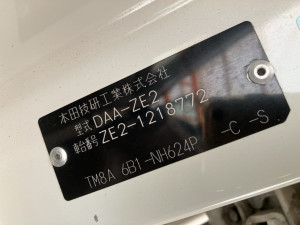 本田技研工業株式会社
型式 DAA-ZE2
車台番号 ZE2-1218772
TM8A 6B1-NH624P -C -S